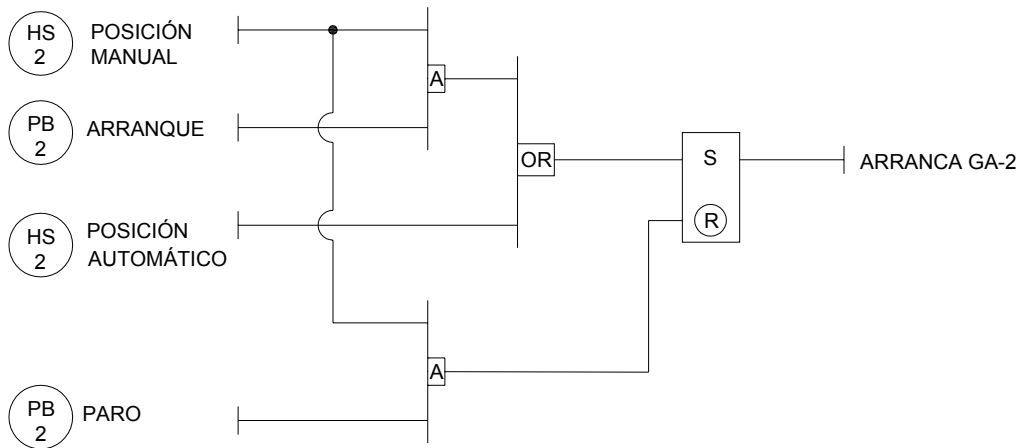 HS
2
POSICIÓN
MANUAL
A
PB
2
ARRANQUE
OR
S
ARRANCA GA-2
R
HS
2
POSICIÓN
AUTOMÁTICO
A
PB
2
PARO